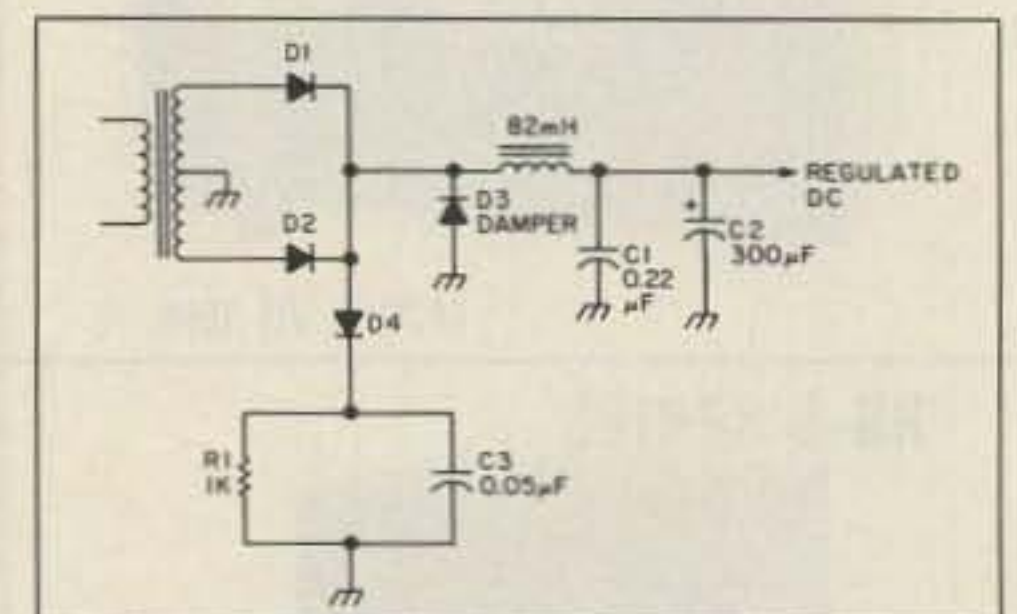 D1
82mH
REGULATED
DC
D3
DAMPER
+
C2
300µF
D2
C1
0.22
µF
D4
R1
1K
C3
0.05µF